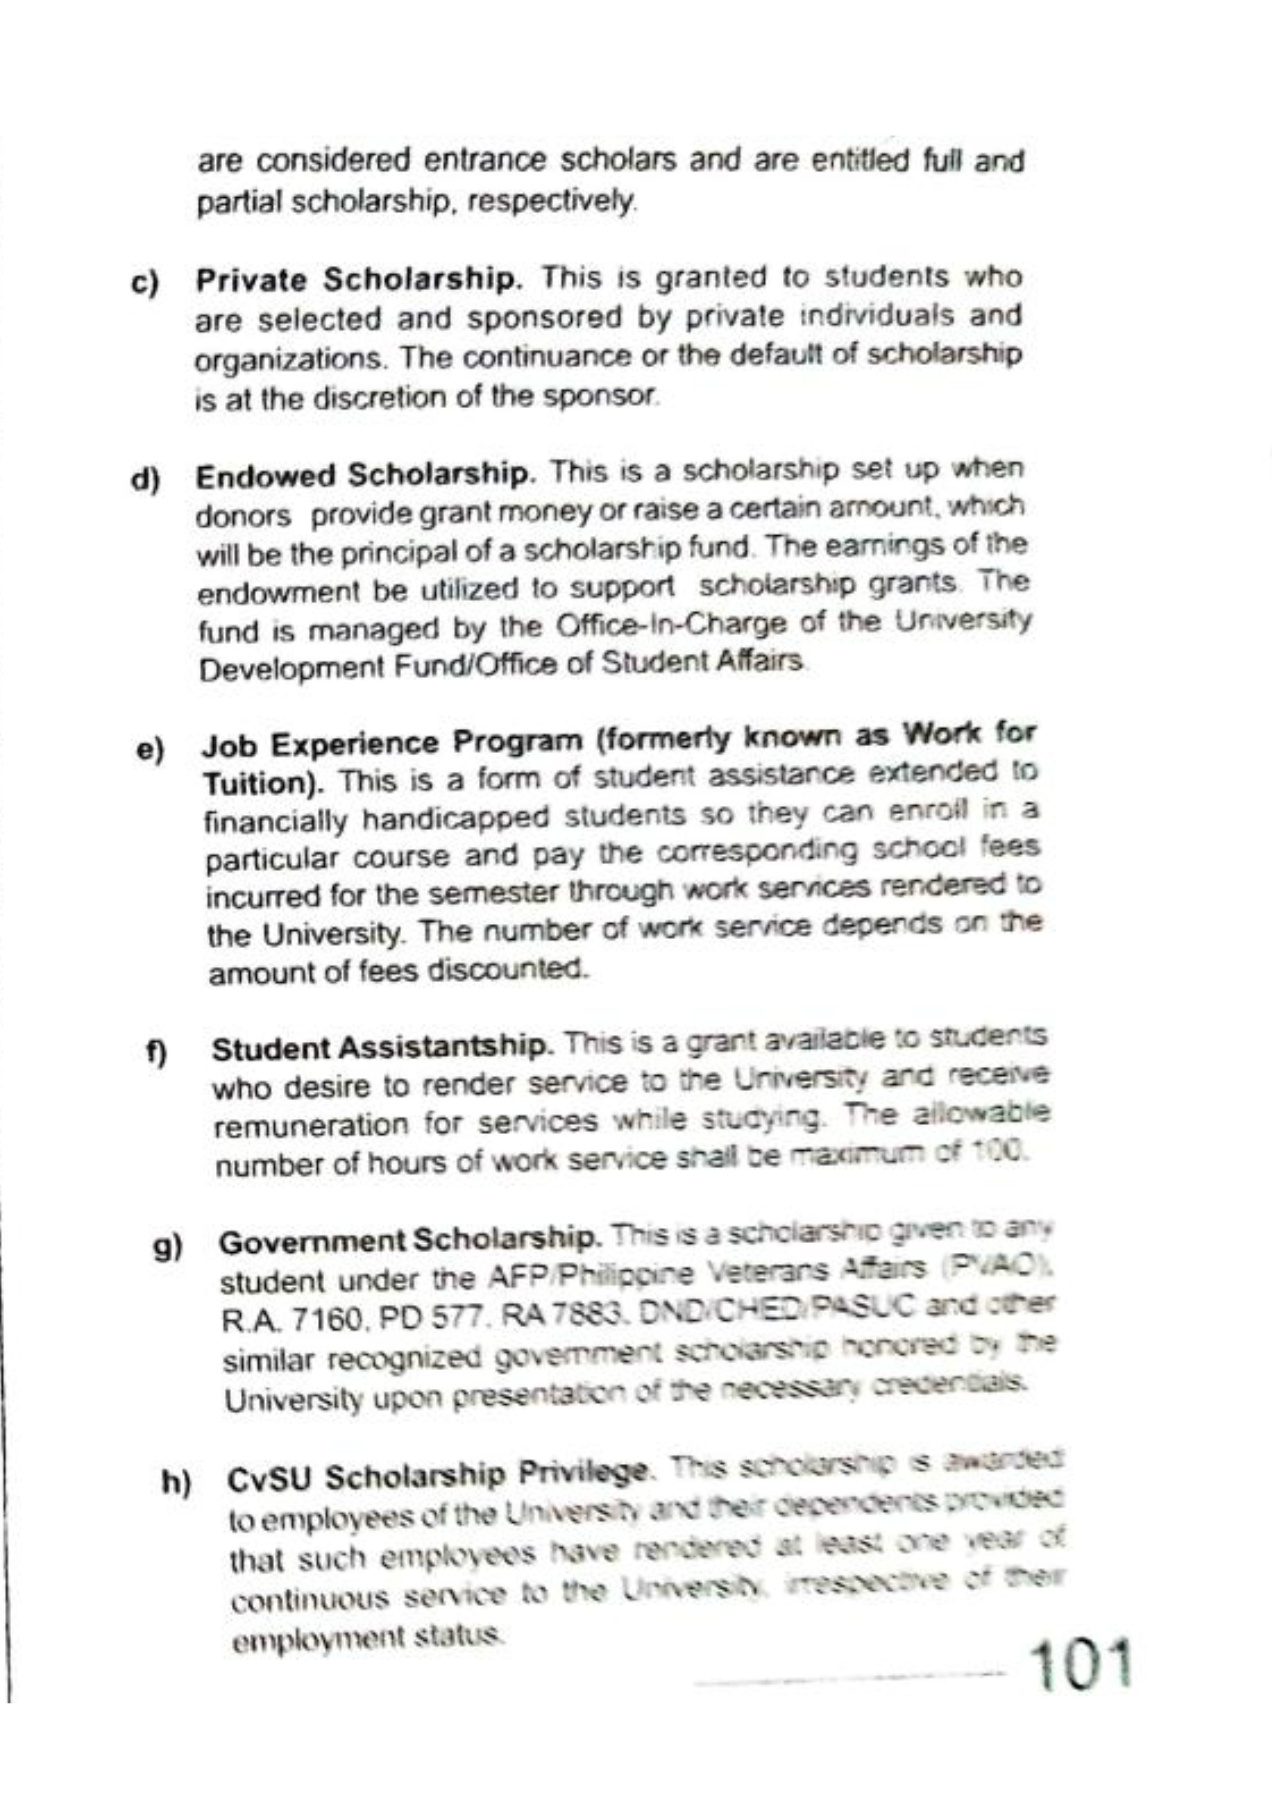 are considered entrance scholars and are entitled full and
partial scholarship, respectively.
c) Private Scholarship. This is granted to students who
are selected and sponsored by private individuals and
organizations. The continuance or the default of scholarship
is at the discretion of the sponsor.
d) Endowed Scholarship. This is a scholarship set up when
donors provide grant money or raise a certain amount, which
will be the principal of a scholarship fund. The earnings of the
endowment be utilized to support scholarship grants. The
fund is managed by the Office-In-Charge of the University
Development Fund/Office of Student Affairs.
e) Job Experience Program (formerly known as Work for
Tuition). This is a form of student assistance extended to
financially handicapped students so they can enroll in a
particular course and pay the corresponding school fees
incurred for the semester through work services rendered to
the University. The number of work service depends on the
amount of fees discounted.
f) Student Assistantship. This is a grant available to students
who desire to render service to the University and receive
remuneration for services while studying. The allowable
number of hours of work service shall be maximum of 100.
g) Government Scholarship. This is a scholarship given to any
student under the AFP/Philippine Veterans Affairs (PVAO),
R.A. 7160, PD 577, RA 7883, DND/CHED/PASUC and other
similar recognized government scholarship honored by the
University upon presentation of the necessary credentials.
h) CvSU Scholarship Privilege. This scholarship is awarded
to employees of the University and their dependents provided
that such employees have rendered at least one year of
continuous service to the University, irrespective of their
employment status.
101